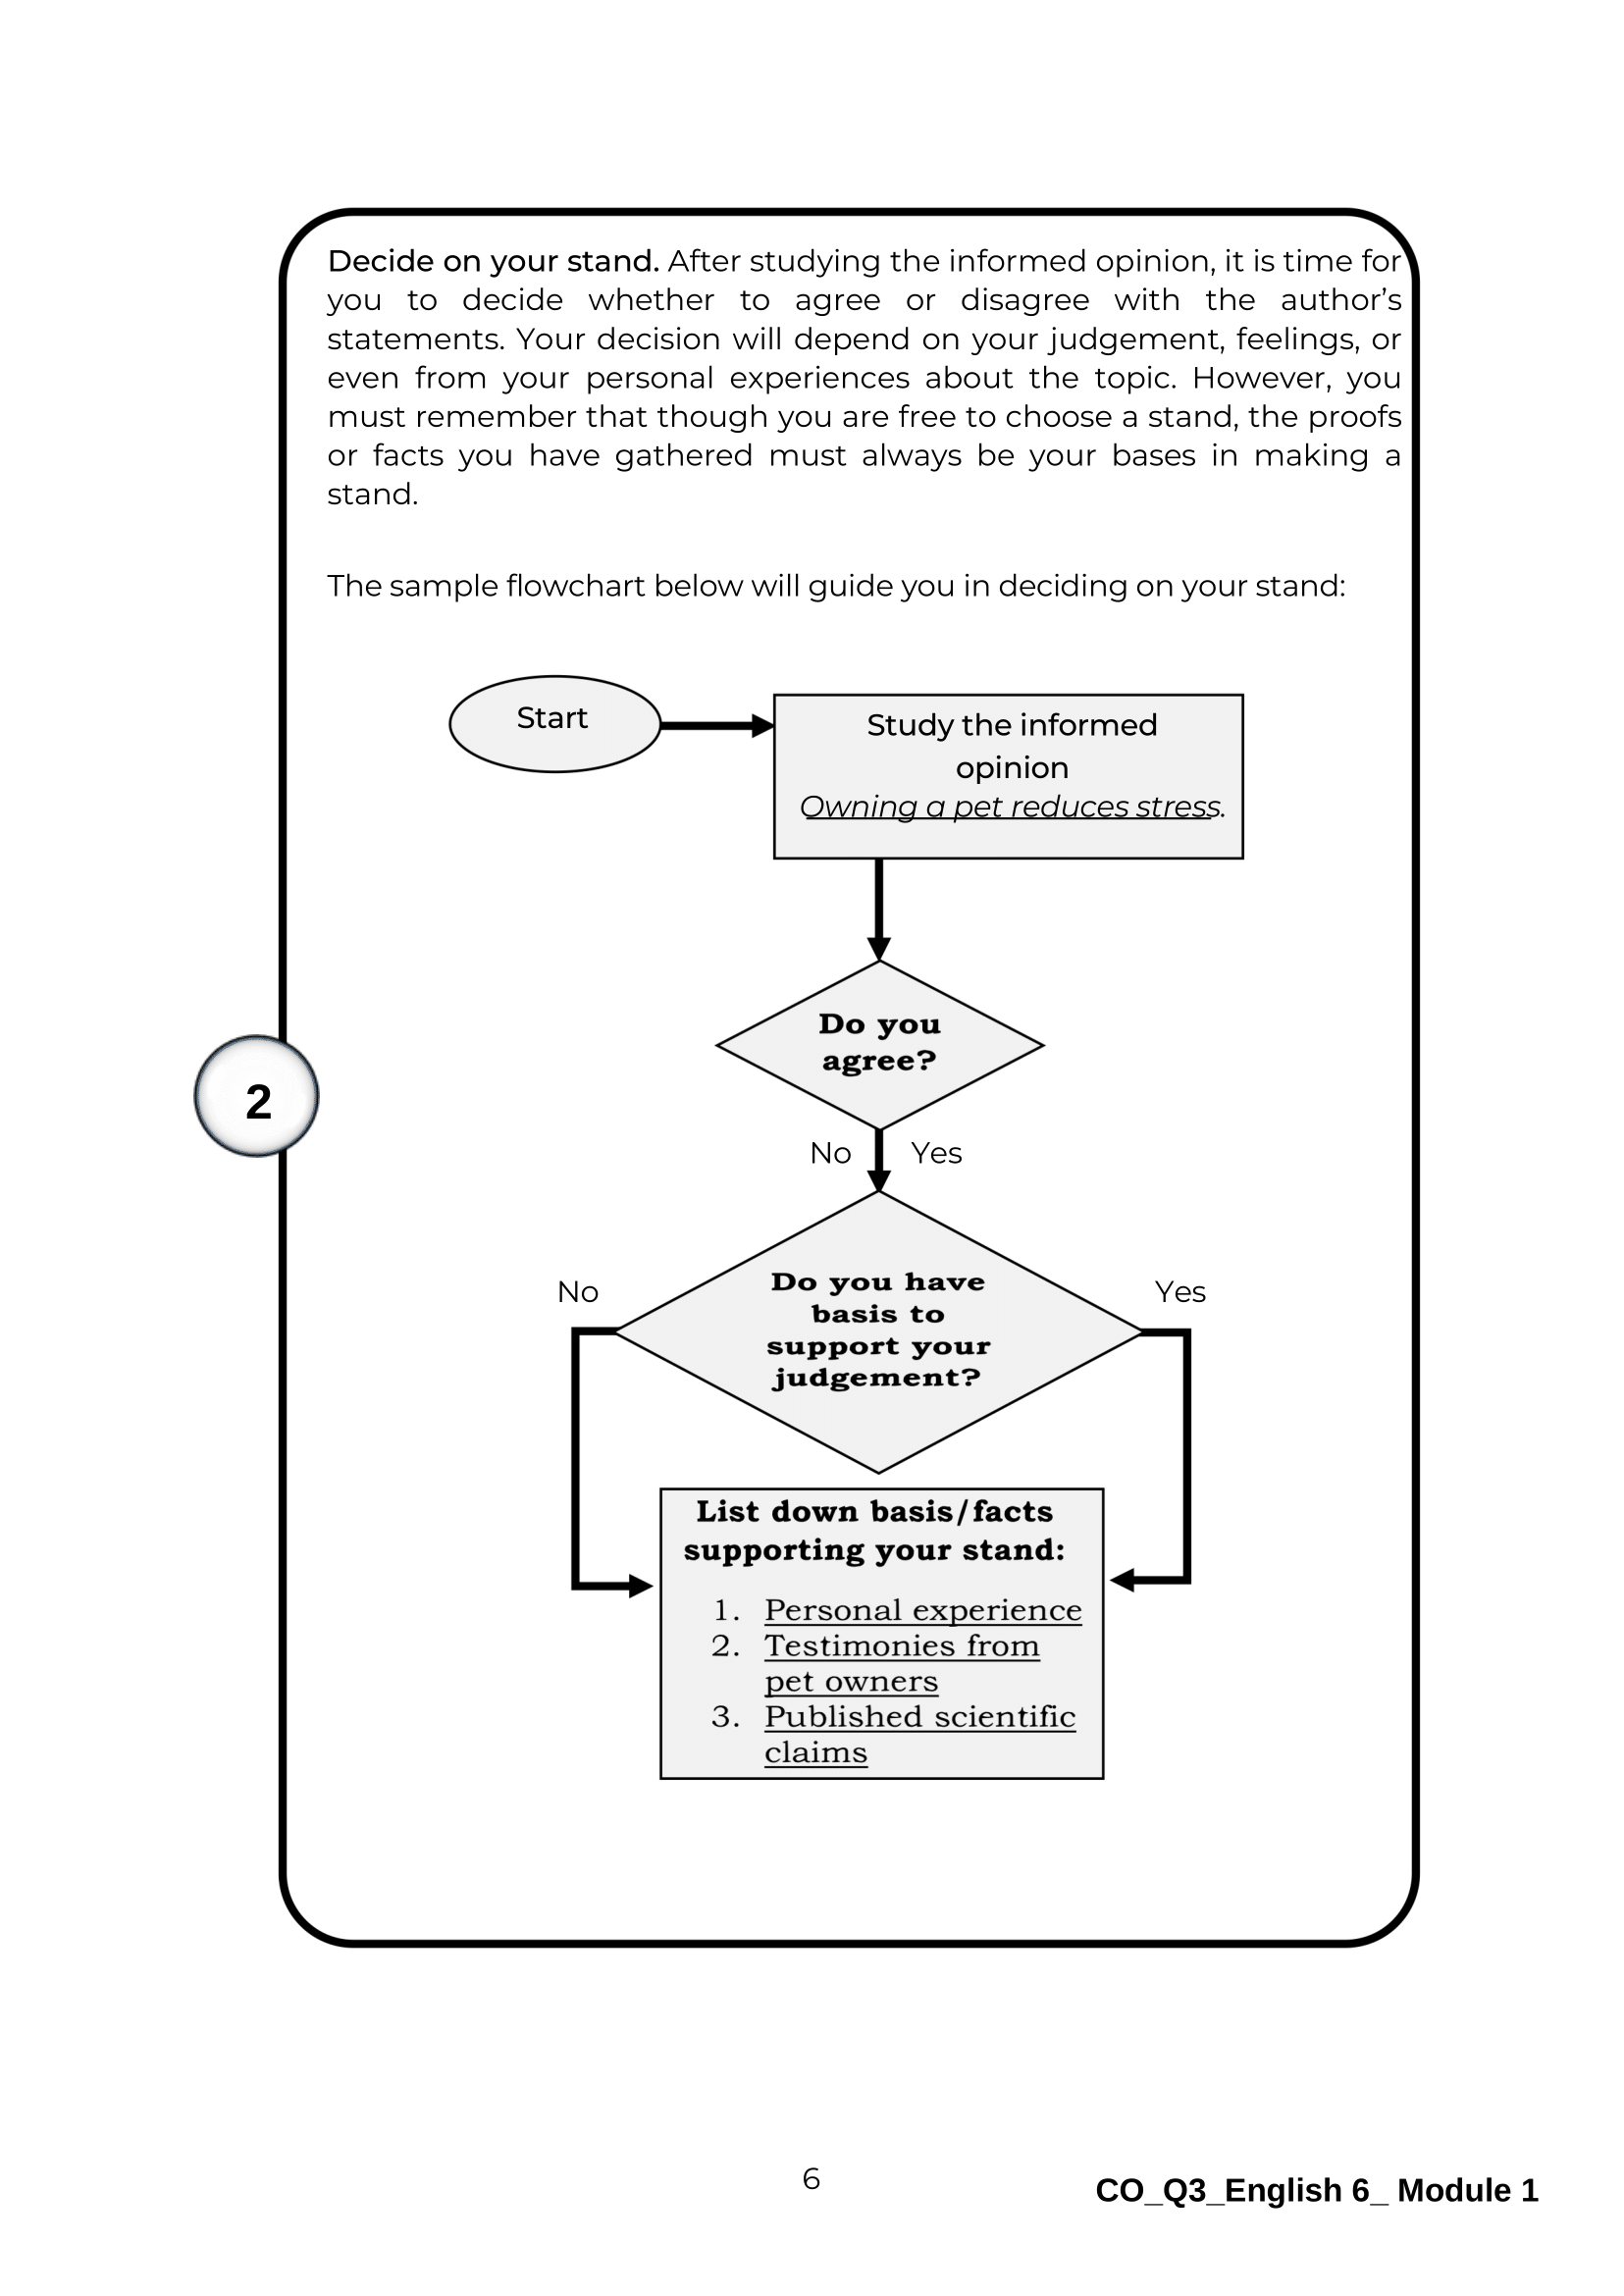 Decide on your stand. After studying the informed opinion, it is time for
you to decide whether to agree or disagree with the author’s
statements. Your decision will depend on your judgement, feelings, or
even from your personal experiences about the topic. However, you
must remember that though you are free to choose a stand, the proofs
or facts you have gathered must always be your bases in making a
stand.
The sample flowchart below will guide you in deciding on your stand:
Start
Study the informed
opinion
Owning a pet reduces stress.
Do you
agree?
2
No Yes
No
Yes
Do you have
basis to
support your
judgement?
List down basis/facts
supporting your stand:
1. Personal experience
2. Testimonies from
pet owners
3. Published scientific
claims
6
CO_Q3_English 6_ Module 1